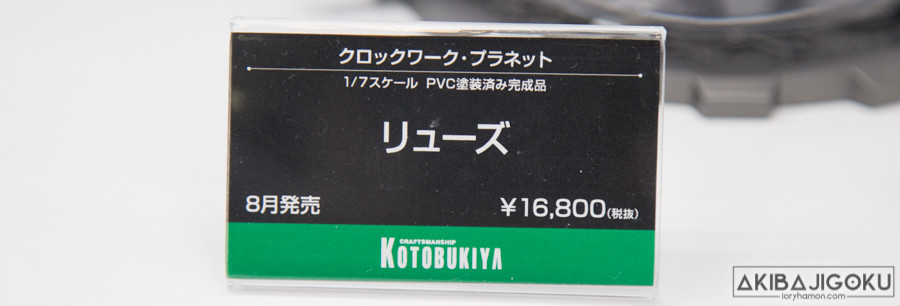 クロックワーク・プラネット
1/7スケール PVC塗装済み完成品
リューズ
8月発売 ¥16,800(税抜)
CRAFTSMANSHIP
KOTOBUKIYA
AKIBAJIGOKU
ioryhamon.com